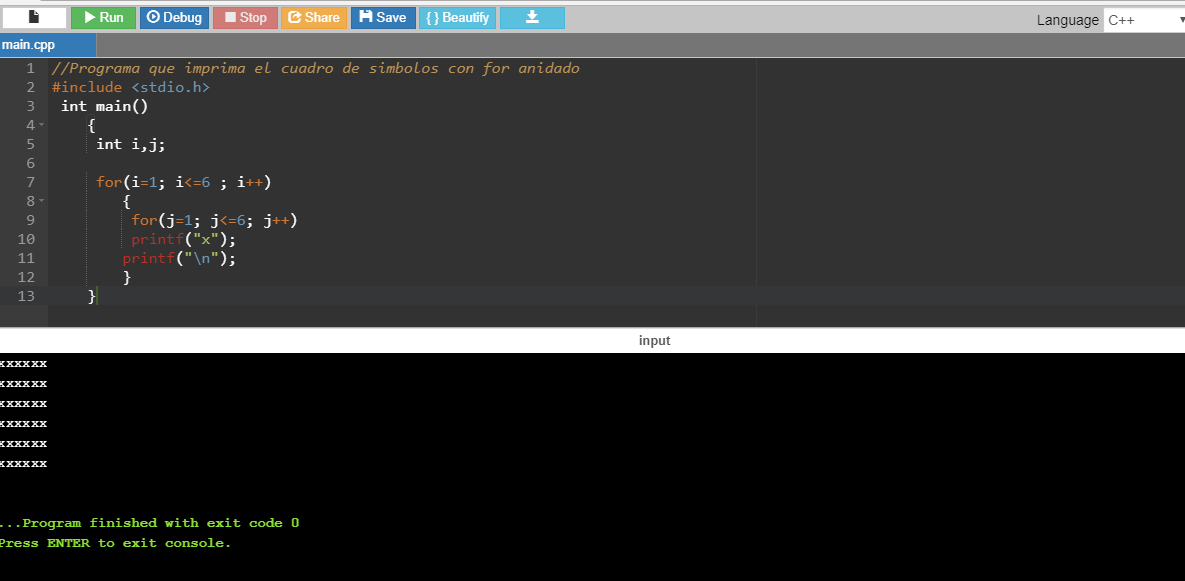 Run Debug Stop Share Save { } Beautify Language C++
main.cpp
1 //Programa que imprima el cuadro de simbolos con for anidado
2 #include <stdio.h>
3 int main()
4 {
5 int i,j;
6
7 for(i=1; i<=6 ; i++)
8 {
9 for(j=1; j<=6; j++)
10 printf("x");
11 printf("\n");
12 }
13 }
input
xxxxxx
xxxxxx
xxxxxx
xxxxxx
xxxxxx
xxxxxx
...Program finished with exit code 0
Press ENTER to exit console.